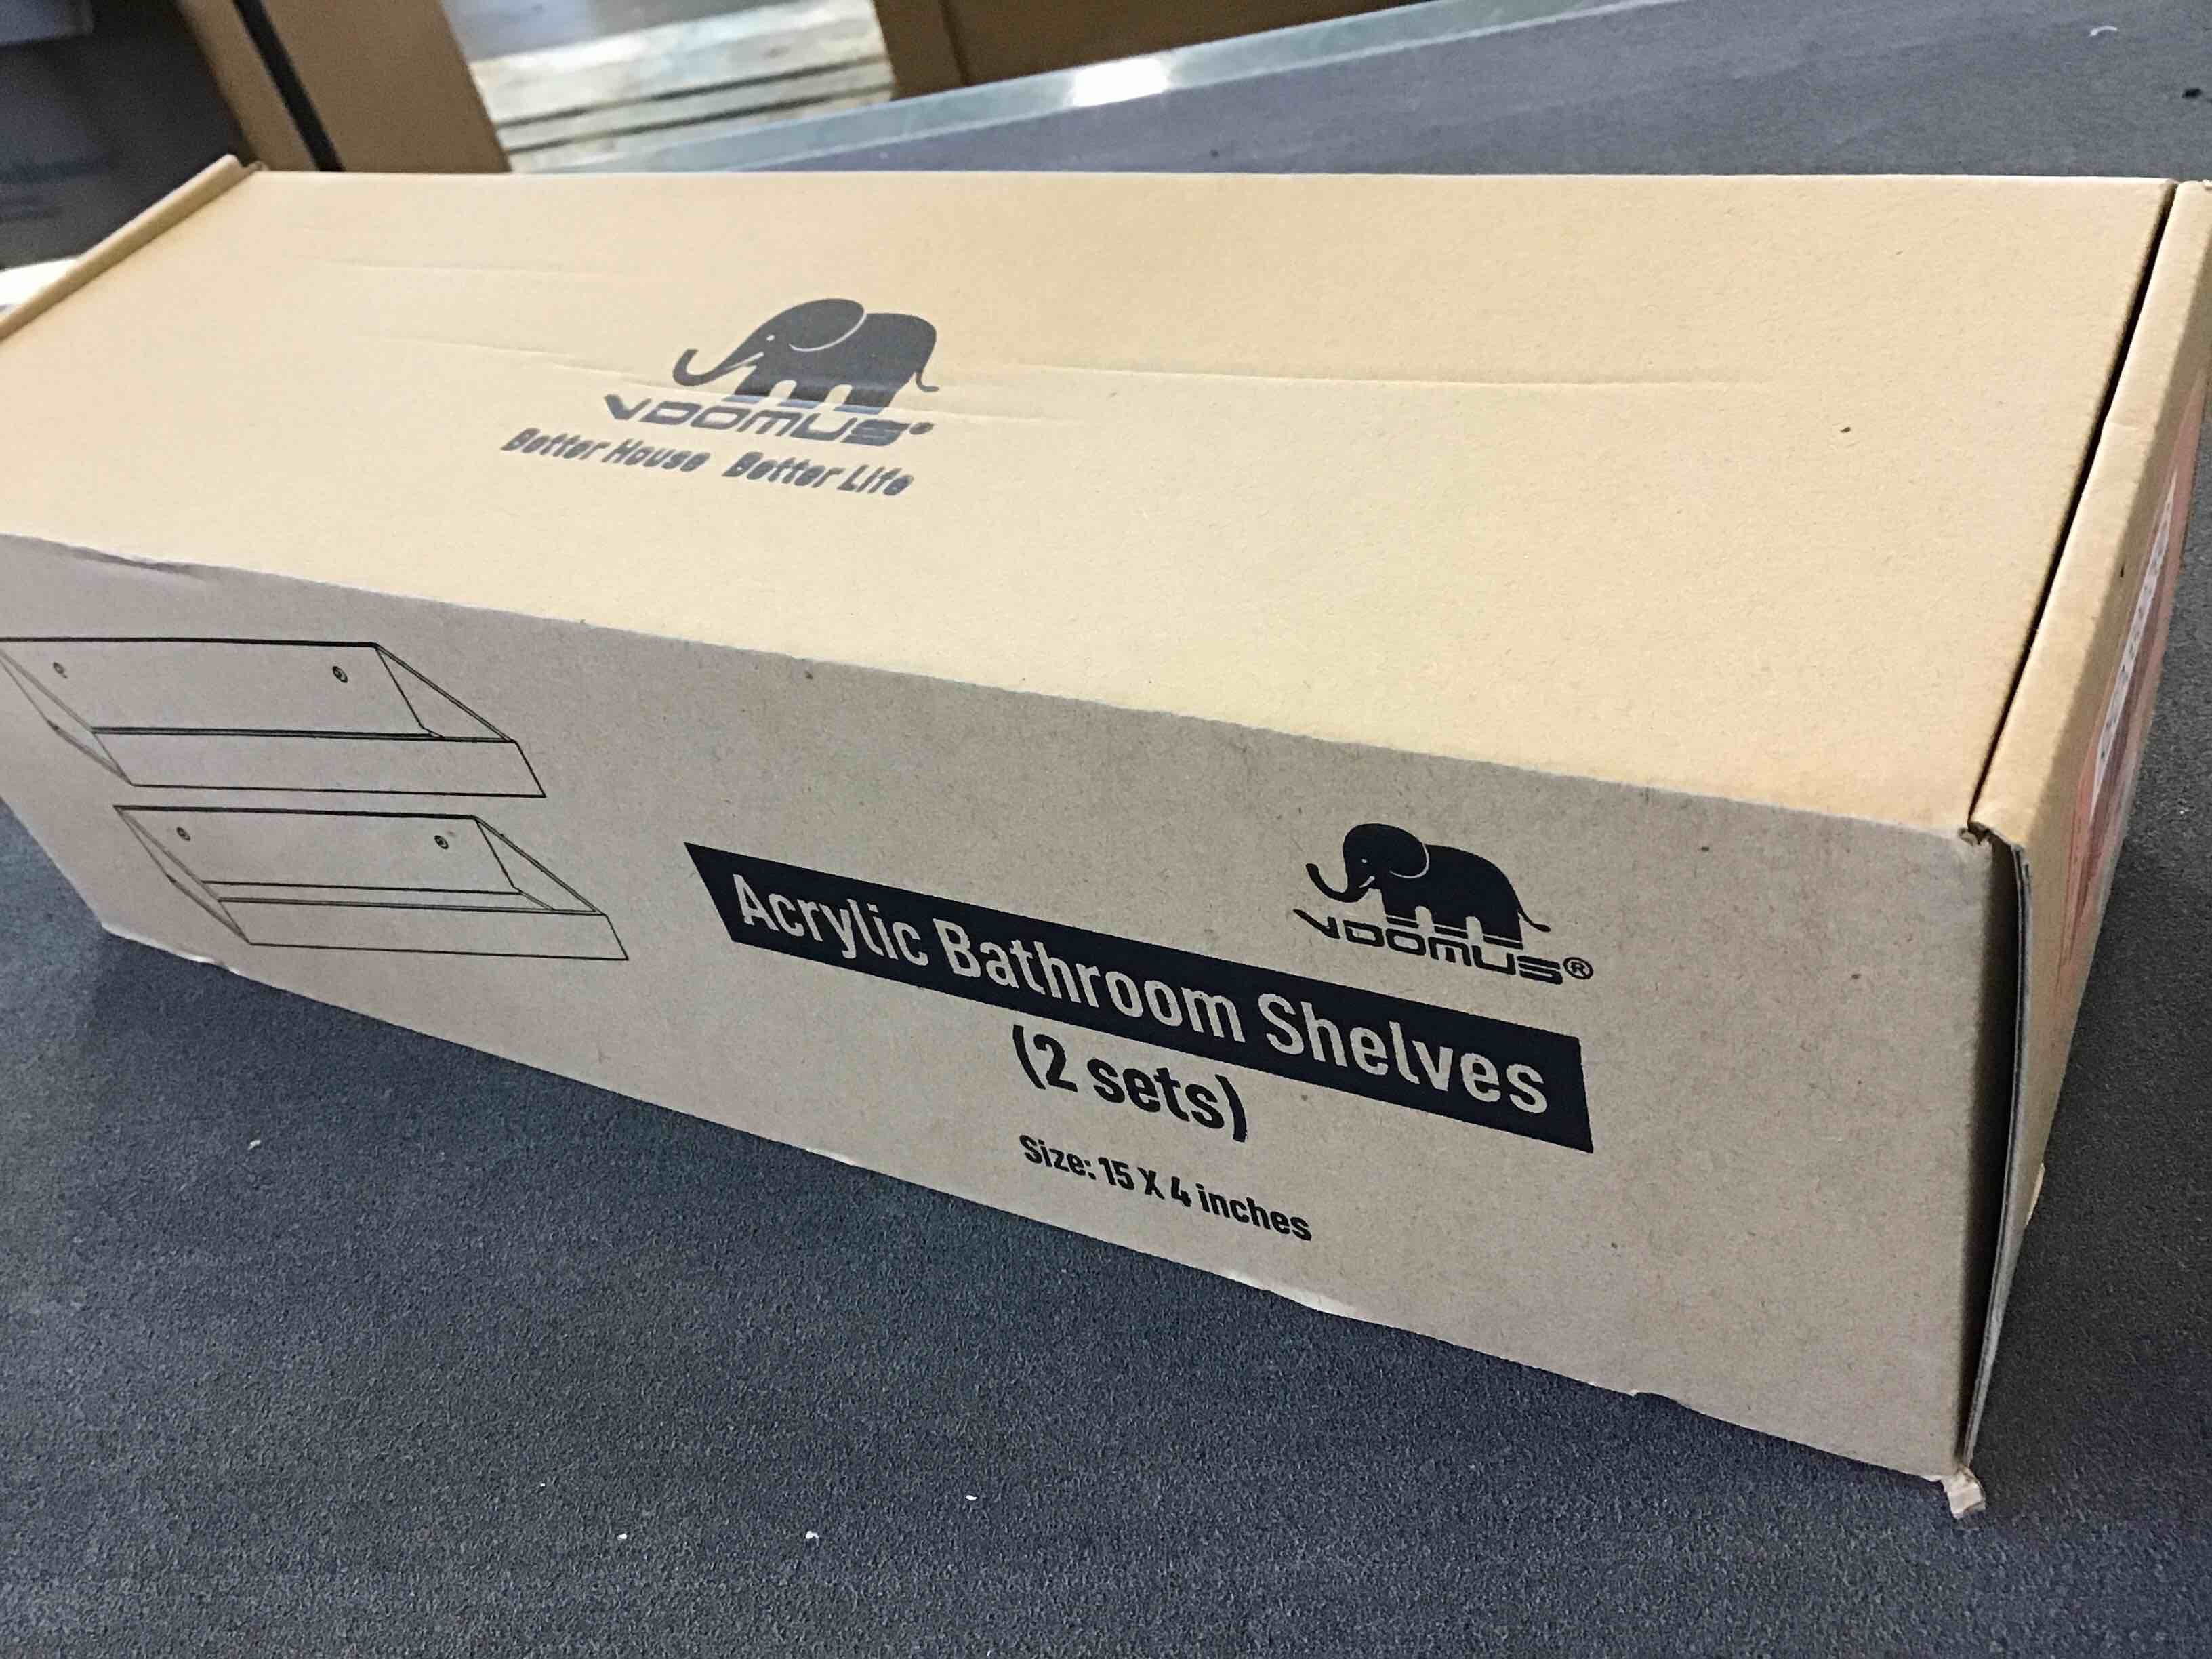 VDOMUS®
Better House Better Life
VDOMUS®
Acrylic Bathroom Shelves
(2 sets)
Size: 15 X 4 inches